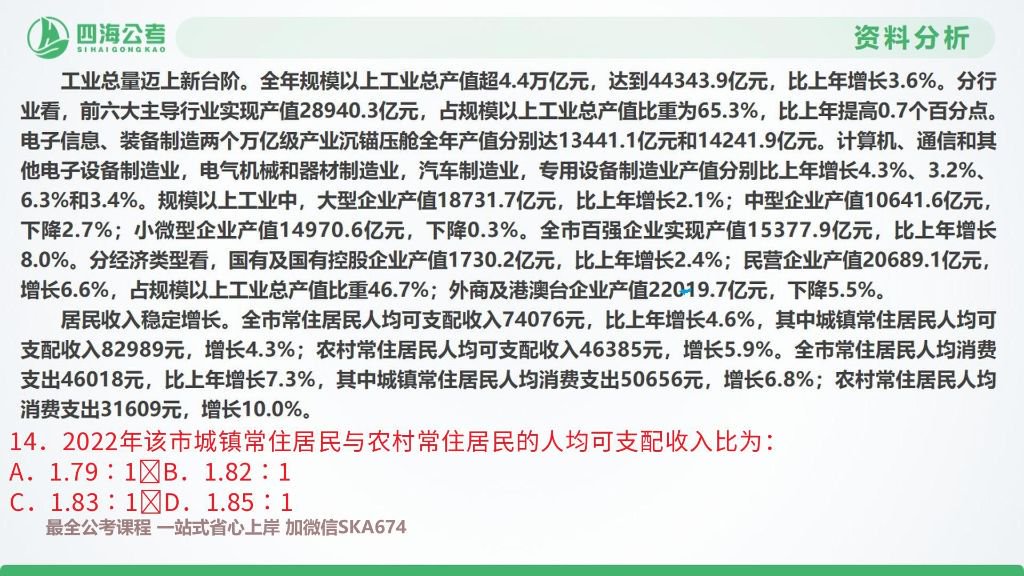 四海公考
SIHAIGONGKAO
资料分析
工业总量迈上新台阶。全年规模以上工业总产值超4.4万亿元，达到44343.9亿元，比上年增长3.6%。分行
业看，前六大主导行业实现产值28940.3亿元，占规模以上工业总产值比重为65.3%，比上年提高0.7个百分点。
电子信息、装备制造两个万亿级产业沉锚压舱全年产值分别达13441.1亿元和14241.9亿元。计算机、通信和其
他电子设备制造业，电气机械和器材制造业，汽车制造业，专用设备制造业产值分别比上年增长4.3%、3.2%、
6.3%和3.4%。规模以上工业中，大型企业产值18731.7亿元，比上年增长2.1%；中型企业产值10641.6亿元，
下降2.7%；小微型企业产值14970.6亿元，下降0.3%。全市百强企业实现产值15377.9亿元，比上年增长
8.0%。分经济类型看，国有及国有控股企业产值1730.2亿元，比上年增长2.4%；民营企业产值20689.1亿元，
增长6.6%，占规模以上工业总产值比重46.7%；外商及港澳台企业产值22019.7亿元，下降5.5%。
居民收入稳定增长。全市常住居民人均可支配收入74076元，比上年增长4.6%，其中城镇常住居民人均可
支配收入82989元，增长4.3%；农村常住居民人均可支配收入46385元，增长5.9%。全市常住居民人均消费
支出46018元，比上年增长7.3%，其中城镇常住居民人均消费支出50656元，增长6.8%；农村常住居民人均
消费支出31609元，增长10.0%。
14．2022年该市城镇常住居民与农村常住居民的人均可支配收入比为：
A．1.79∶1 B．1.82∶1
C．1.83∶1 D．1.85∶1
最全公考课程 一站式省心上岸 加微信SKA674